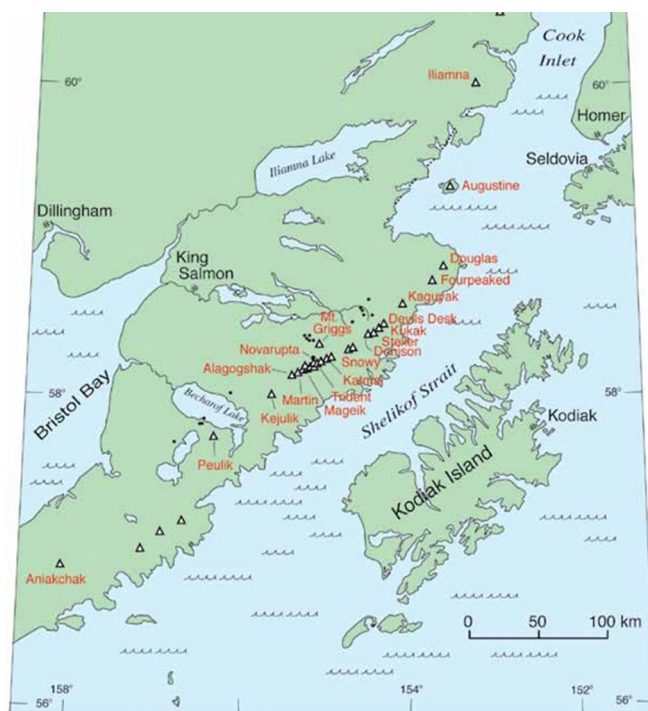 Cook
Inlet
60°
60°
Iliamna
Homer
Seldovia
Iliamna Lake
Augustine
Dillingham
King
Salmon
Douglas
Fourpeaked
Kaguyak
Mt.
Griggs
Devils Desk
Kukak
Steller
Denison
Novarupta
Snowy
Alagogshak
Katmai
Trident
Martin
Mageik
58°
58°
Bristol Bay
Becharof Lake
Kejulik
Shelikof Strait
Kodiak
Peulik
Kodiak Island
Aniakchak
0 50 100 km
56°
158°
154°
152°
56°